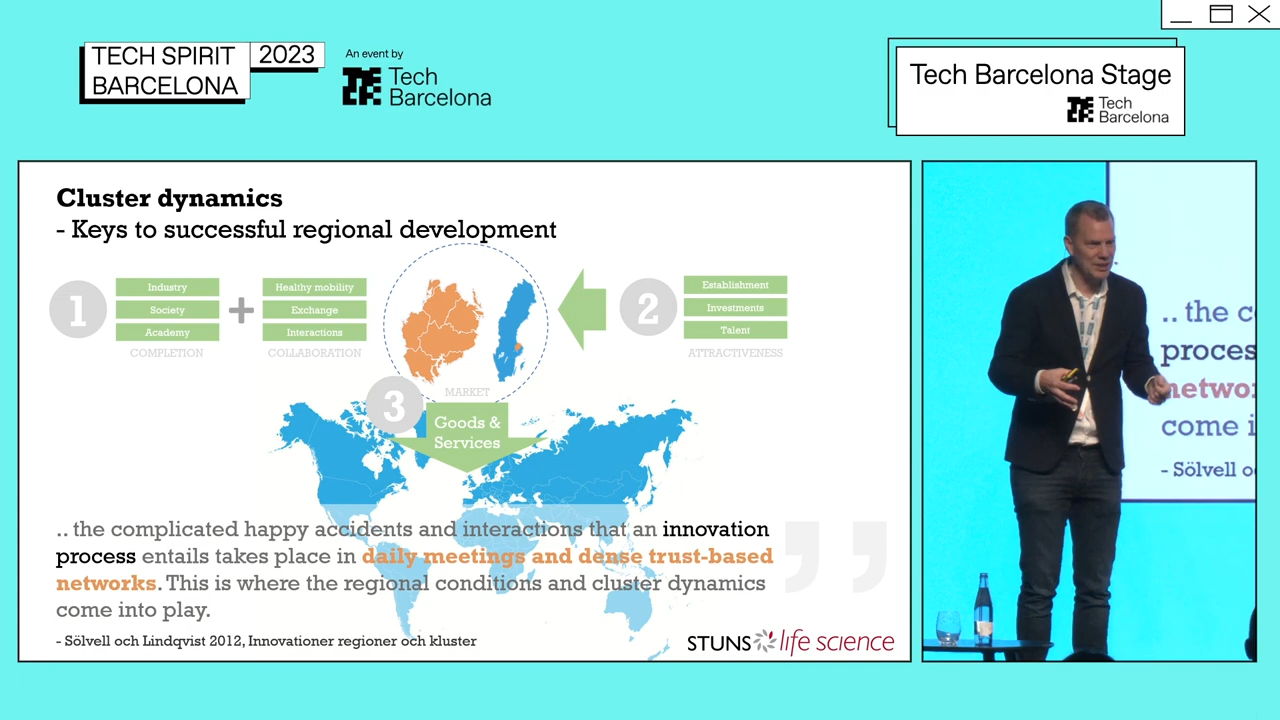 TECH SPIRIT
BARCELONA
2023
An event by
Tech
Barcelona
Tech Barcelona Stage
Tech
Barcelona
Cluster dynamics
- Keys to successful regional development
1
Industry
Society
Academy
COMPLETION
+
Healthy mobility
Exchange
Interactions
COLLABORATION
MARKET
2
Establishment
Investments
Talent
ATTRACTIVENESS
3
Goods &
Services
.. the complicated happy accidents and interactions that an innovation
process entails takes place in daily meetings and dense trust-based
networks. This is where the regional conditions and cluster dynamics
come into play.
- Sölvell och Lindqvist 2012, Innovationer regioner och kluster
”
STUNS life science
.. the c
proces
networ
come i
- Sölvell o